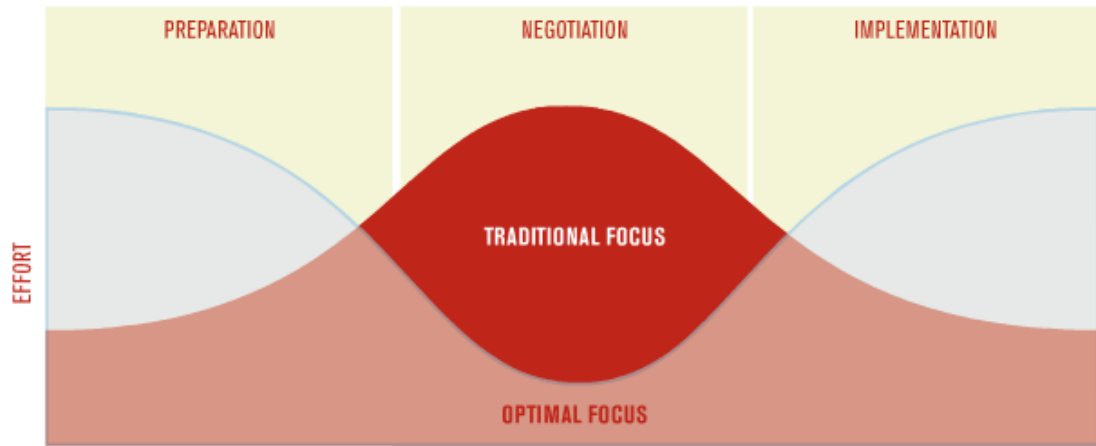 PREPARATION
NEGOTIATION
IMPLEMENTATION
EFFORT
TRADITIONAL FOCUS
OPTIMAL FOCUS